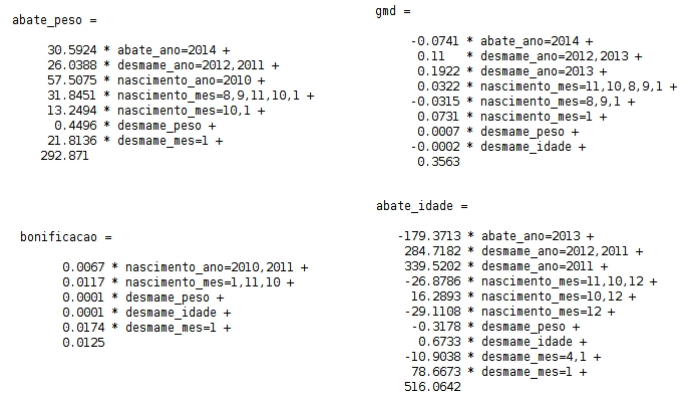 abate_peso =
30.5924 * abate_ano=2014 +
26.0388 * desmame_ano=2012,2011 +
57.5075 * nascimento_ano=2010 +
31.8451 * nascimento_mes=8,9,11,10,1 +
13.2494 * nascimento_mes=10,1 +
0.4496 * desmame_peso +
21.8136 * desmame_mes=1 +
292.871
gmd =
-0.0741 * abate_ano=2014 +
0.11 * desmame_ano=2012,2013 +
0.1922 * desmame_ano=2013 +
0.0322 * nascimento_mes=11,10,8,9,1 +
-0.0315 * nascimento_mes=8,9,1 +
0.0731 * nascimento_mes=1 +
0.0007 * desmame_peso +
-0.0002 * desmame_idade +
0.3563
bonificacao =
0.0067 * nascimento_ano=2010,2011 +
0.0117 * nascimento_mes=1,11,10 +
0.0001 * desmame_peso +
0.0001 * desmame_idade +
0.0174 * desmame_mes=1 +
0.0125
abate_idade =
-179.3713 * abate_ano=2013 +
284.7182 * desmame_ano=2012,2011 +
339.5202 * desmame_ano=2011 +
-26.8786 * nascimento_mes=11,10,12 +
16.2893 * nascimento_mes=10,12 +
-29.1108 * nascimento_mes=12 +
-0.3178 * desmame_peso +
0.6733 * desmame_idade +
-10.9038 * desmame_mes=4,1 +
78.6673 * desmame_mes=1 +
516.0642